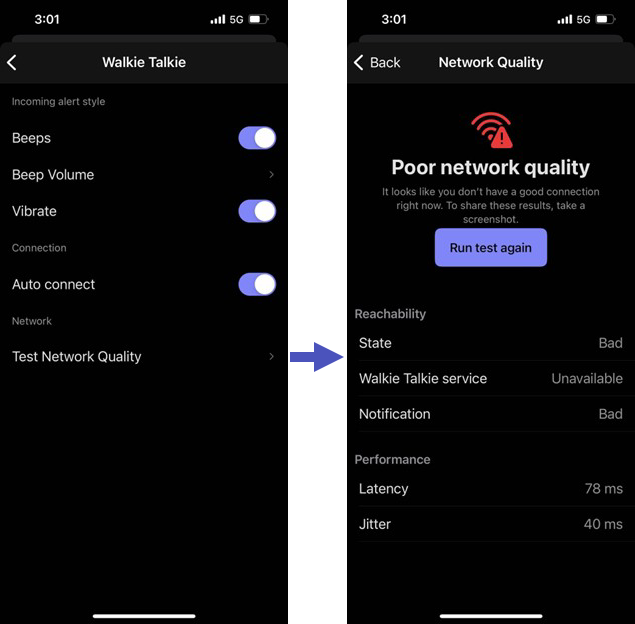 3:01
5G
Walkie Talkie
Incoming alert style
Beeps
Beep Volume
Vibrate
Connection
Auto connect
Network
Test Network Quality
3:01
5G
Back
Network Quality
Poor network quality
It looks like you don't have a good connection
right now. To share these results, take a
screenshot.
Run test again
Reachability
State Bad
Walkie Talkie service Unavailable
Notification Bad
Performance
Latency 78 ms
Jitter 40 ms